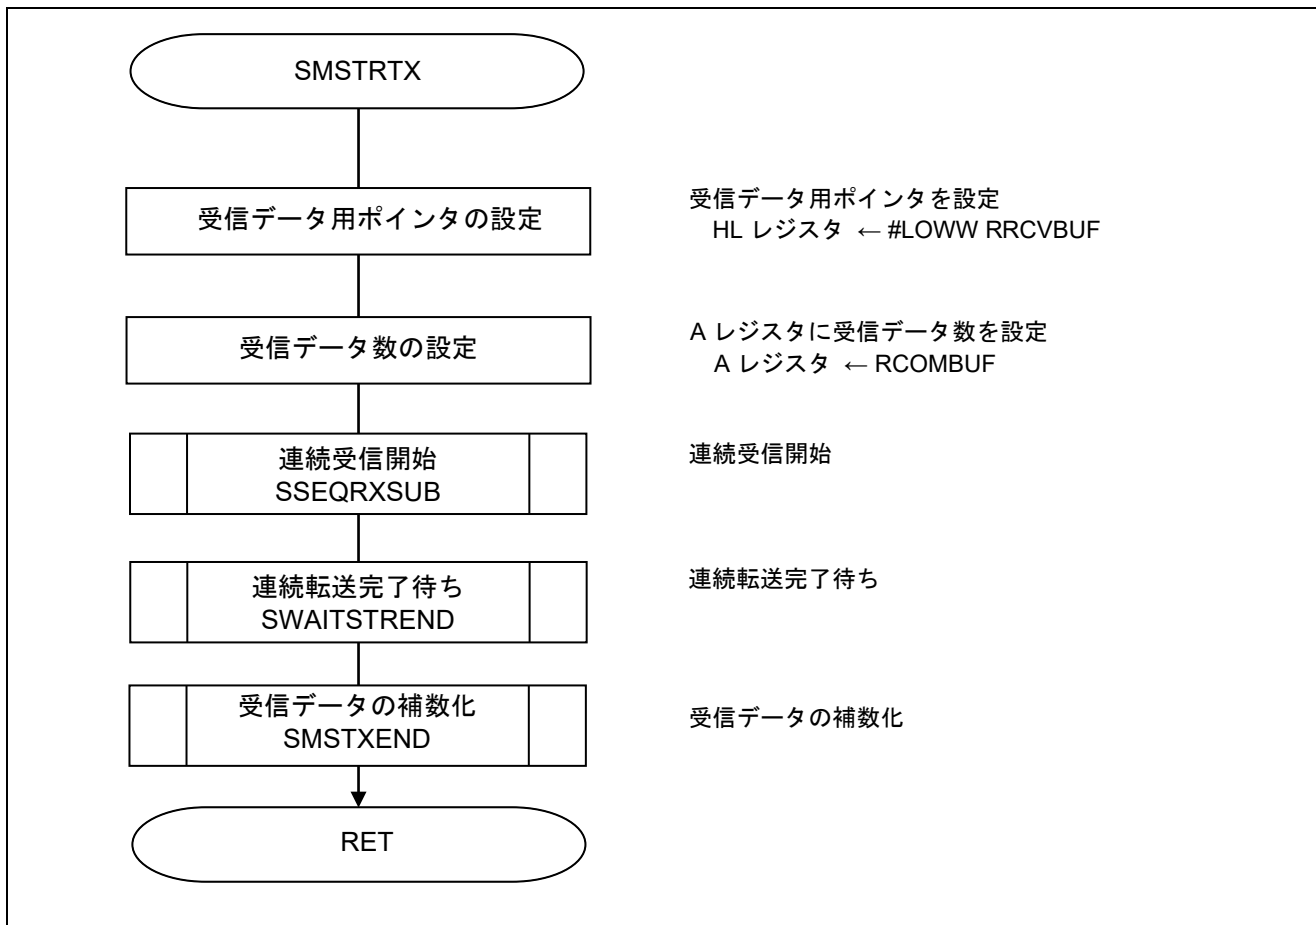 SMSTRTX
受信データ用ポインタの設定
受信データ用ポインタを設定
HL レジスタ ← #LOWW RRCVBUF
受信データ数の設定
A レジスタに受信データ数を設定
A レジスタ ← RCOMBUF
連続受信開始
SSEQRXSUB
連続受信開始
連続転送完了待ち
SWAITSTREND
連続転送完了待ち
受信データの補数化
SMSTXEND
受信データの補数化
RET